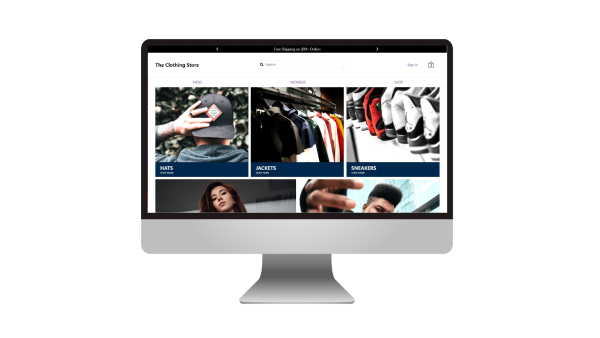 Free Shipping on $99+ Orders
The Clothing Store
Search
Sign In
MENS
WOMENS
SHOP
HATS
SHOP NOW
JACKETS
SHOP NOW
SNEAKERS
SHOP NOW